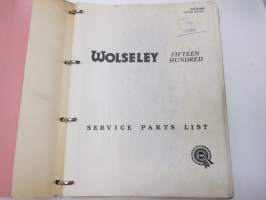 WOLSELEY
FIFTEEN
HUNDRED
SERVICE PARTS LIST